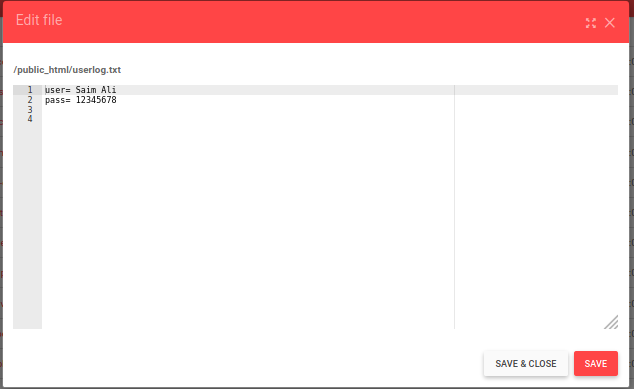 Edit file
/public_html/userlog.txt
1 user= Saim Ali
2 pass= 12345678
3
4
SAVE & CLOSE SAVE